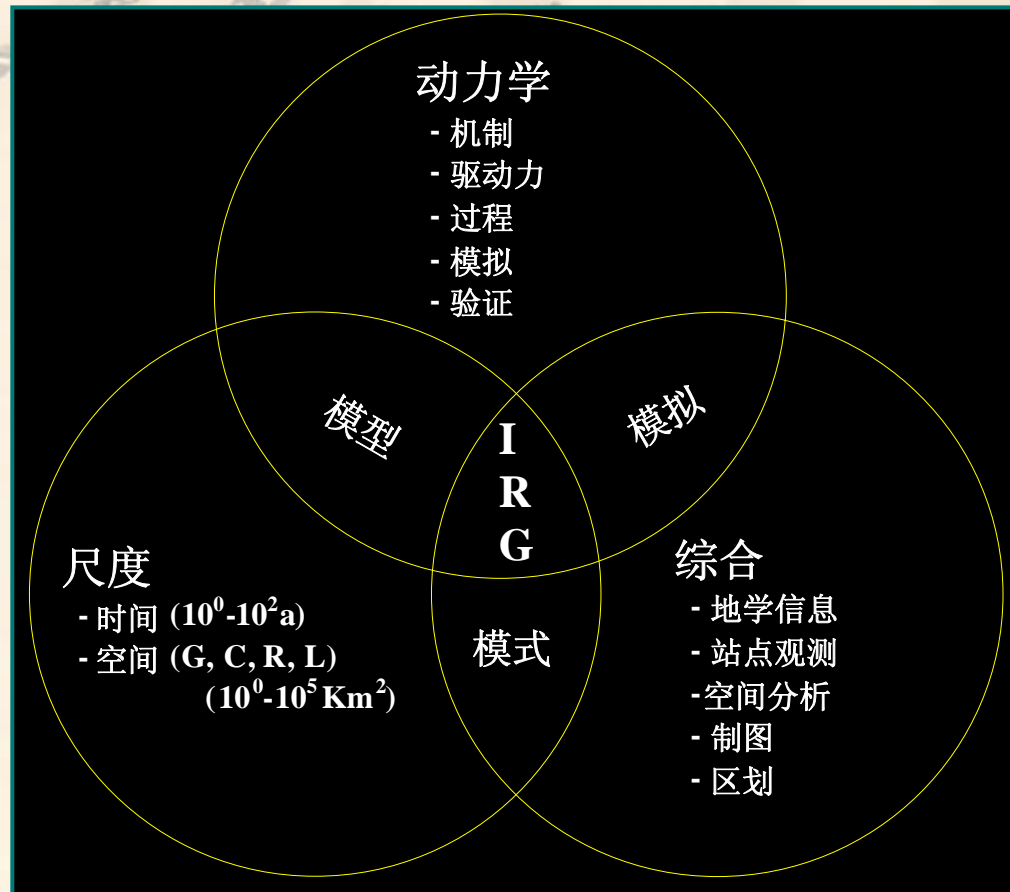 动力学
- 机制
- 驱动力
- 过程
- 模拟
- 验证
模型
模拟
I
R
G
尺度
- 时间 (10⁰-10²a)
- 空间 (G, C, R, L)
(10⁰-10⁵Km²)
模式
综合
- 地学信息
- 站点观测
-空间分析
- 制图
- 区划